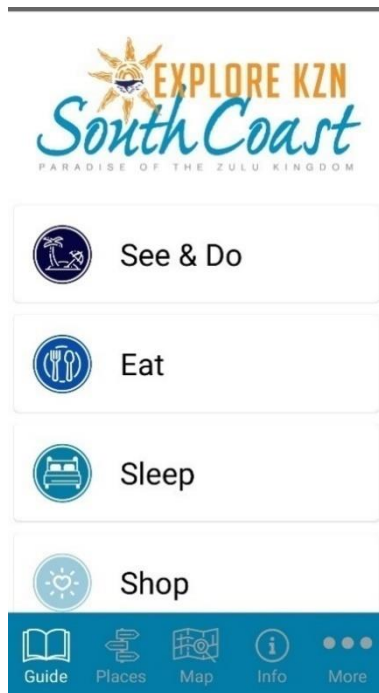 EXPLORE KZN
South Coast
PARADISE OF THE ZULU KINGDOM
See & Do
Eat
Sleep
Shop
Guide Places Map Info More